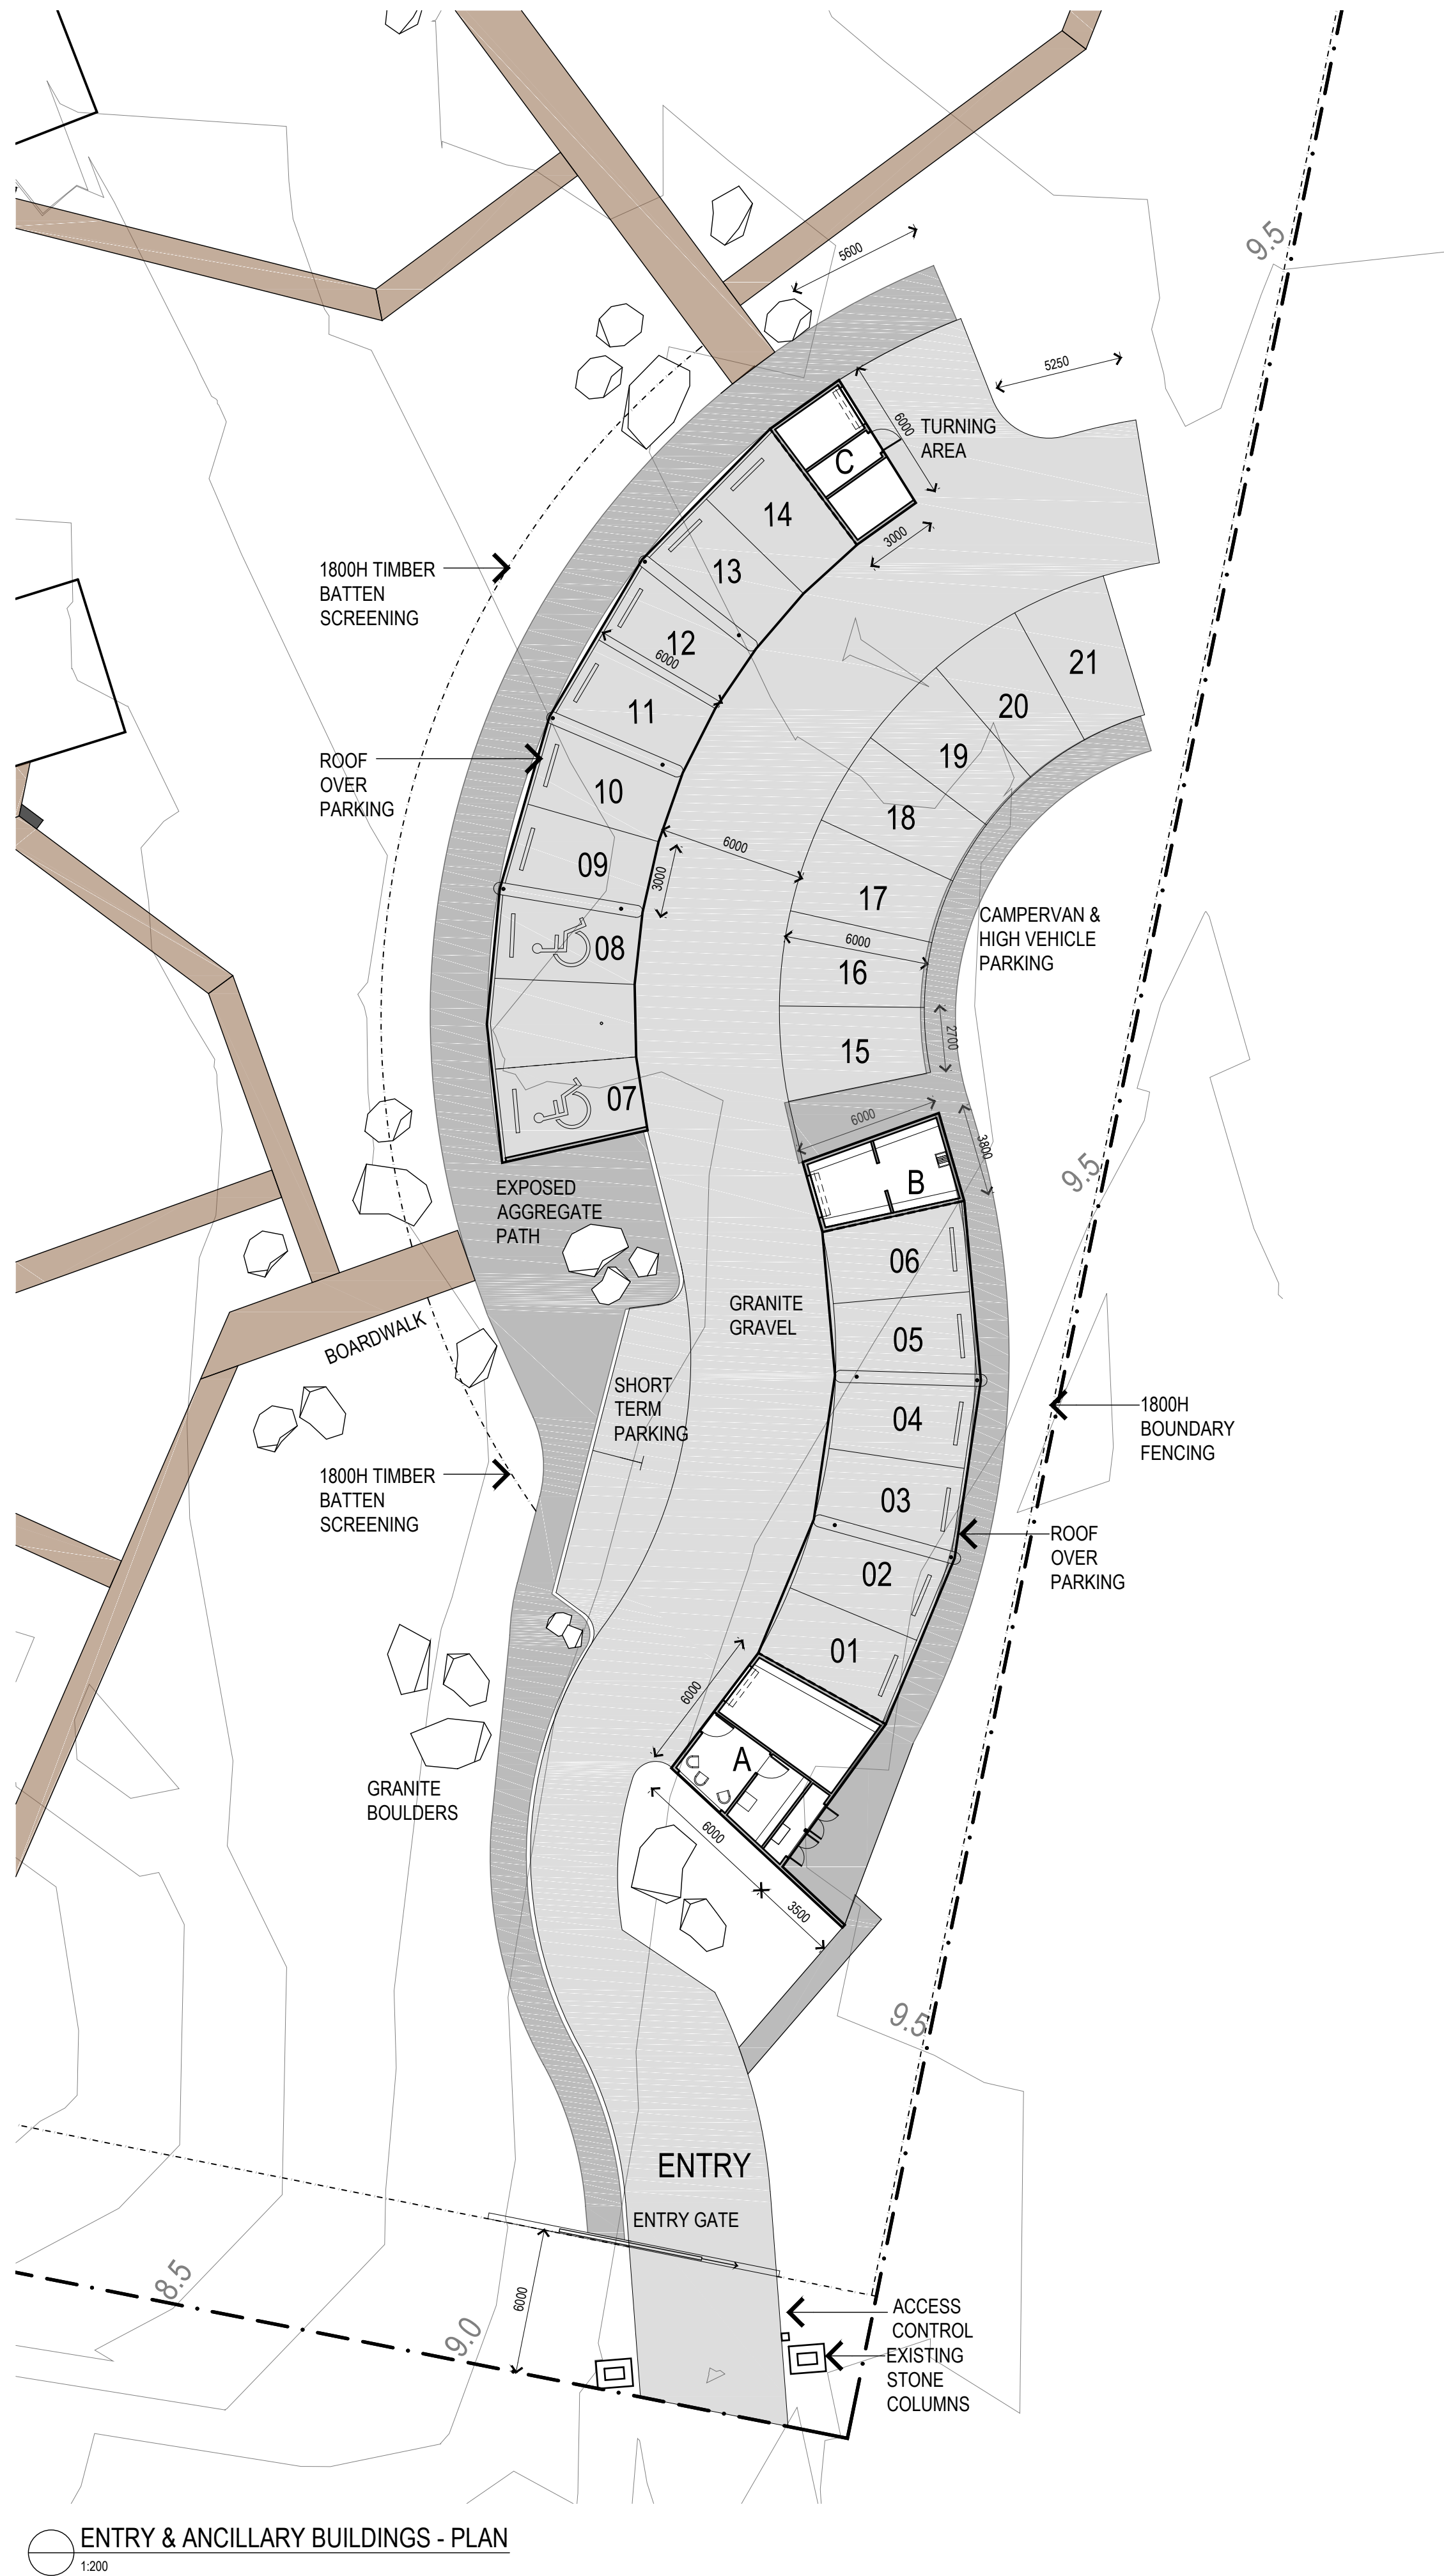 9.5
5600
5250
6000
TURNING
AREA
C
14
3000
13
1800H TIMBER
BATTEN
SCREENING
12
6000
21
11
20
19
ROOF
OVER
PARKING
10
18
6000
09
3000
17
CAMPERVAN &
HIGH VEHICLE
PARKING
08
6000
16
15
2700
07
6000
3800
9.5
B
EXPOSED
AGGREGATE
PATH
06
GRANITE
GRAVEL
05
BOARDWALK
SHORT
TERM
PARKING
04
1800H
BOUNDARY
FENCING
1800H TIMBER
BATTEN
SCREENING
03
ROOF
OVER
PARKING
02
01
6000
A
GRANITE
BOULDERS
6000
3500
9.5
ENTRY
ENTRY GATE
8.5
6000
9.0
ACCESS
CONTROL
EXISTING
STONE
COLUMNS
ENTRY & ANCILLARY BUILDINGS - PLAN
1:200